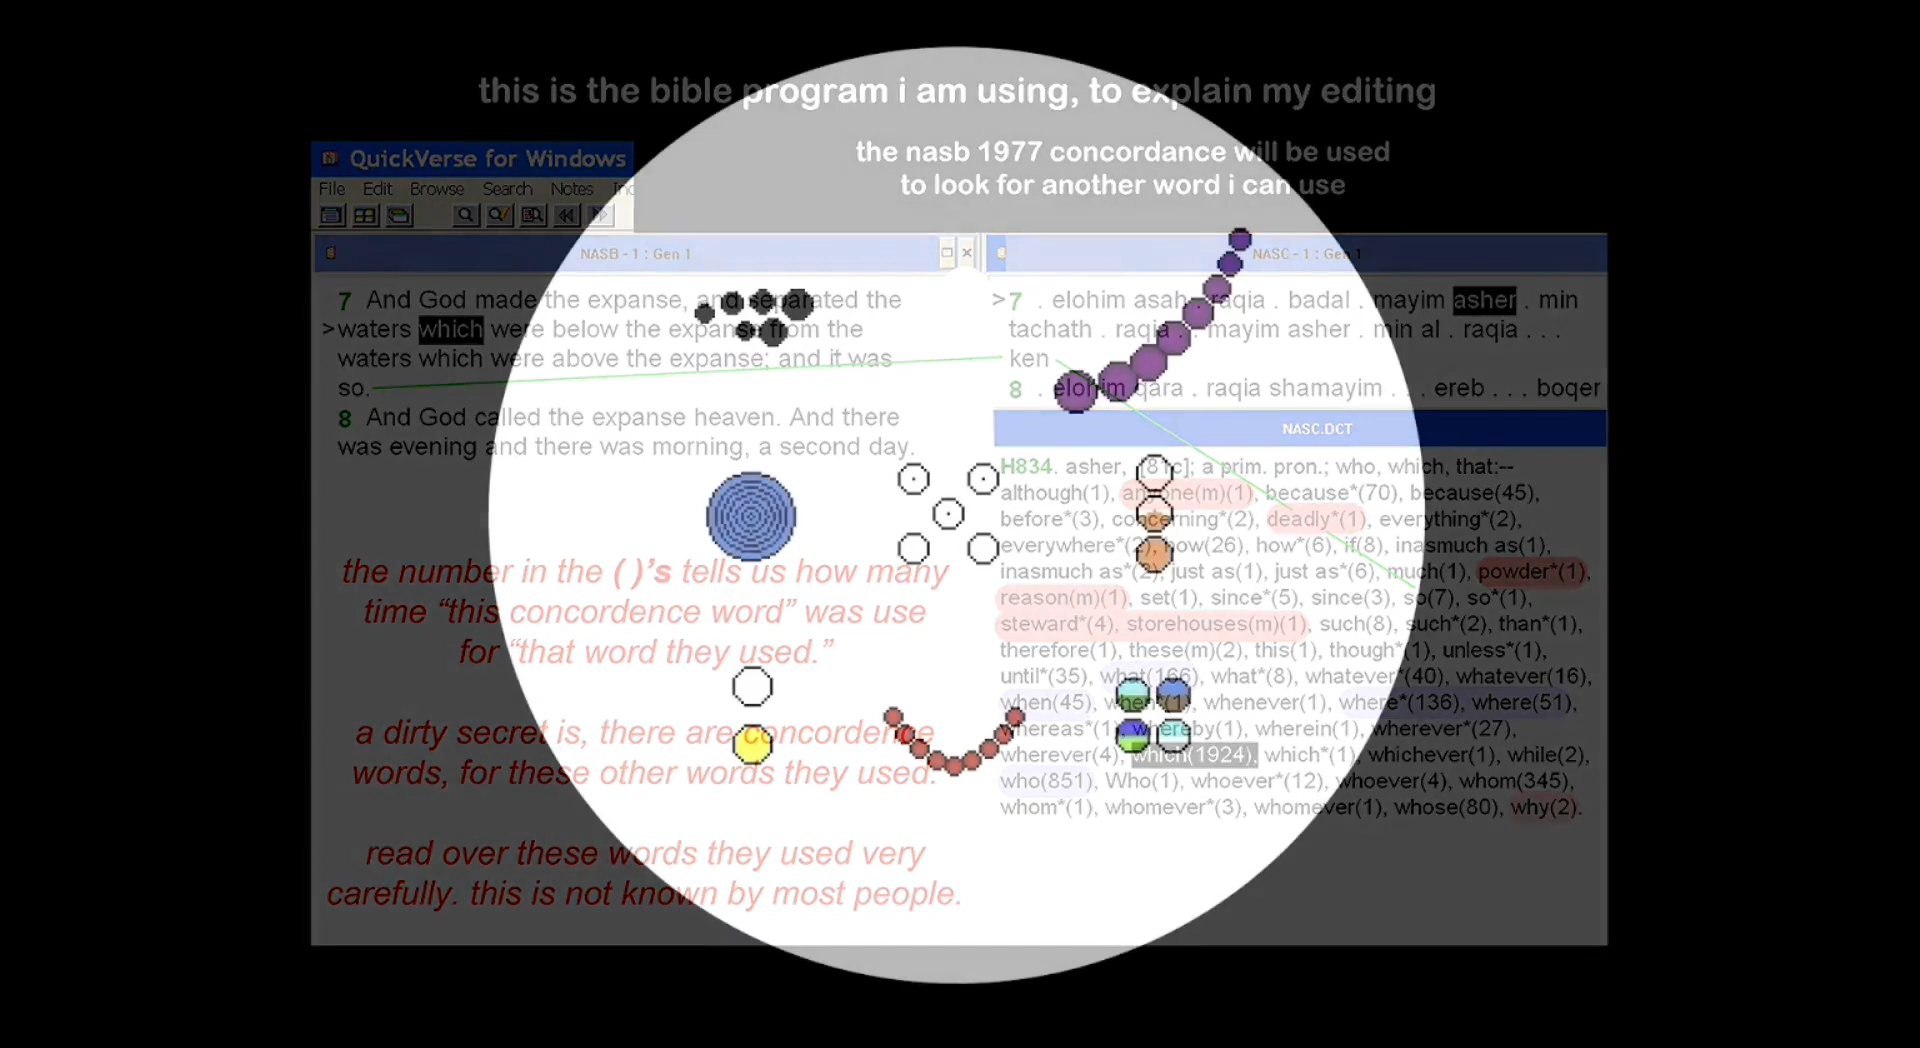 this is the bible program i am using, to explain my editing
the nasb 1977 concordance will be used
to look for another word i can use
QuickVerse for Windows
File Edit Browse Search Notes
NASB - 1 : Gen 1
7 And God made the expanse, and separated the
>waters which were below the expanse from the
waters which were above the expanse; and it was
so.
8 And God called the expanse heaven. And there
was evening and there was morning, a second day.
the number in the ( )’s tells us how many
time “this concordence word” was use
for “that word they used.”
a dirty secret is, there are concordence
words, for these other words they used.
read over these words they used very
carefully. this is not known by most people.
NASC - 1 : Gen 1
>7 . elohim asah raqia . badal . mayim asher . min
tachath . raqia . mayim asher . min al . raqia . . .
ken
8 . elohim qara . raqia shamayim . . . ereb . . . boqer
NASC.DCT
H834. asher, [81c]; a prim. pron.; who, which, that:--
although(1), anyone(m)(1), because*(70), because(45),
before*(3), concerning*(2), deadly*(1), everything*(2),
everywhere*(2), how(26), how*(6), if(8), inasmuch as(1),
inasmuch as*(2), just as(1), just as*(6), much(1), powder*(1),
reason(m)(1), set(1), since*(5), since(3), so(7), so*(1),
steward*(4), storehouses(m)(1), such(8), such*(2), than*(1),
therefore(1), these(m)(2), this(1), though*(1), unless*(1),
until*(35), what(166), what*(8), whatever*(40), whatever(16),
when(45), when*(1), whenever(1), where*(136), where(51),
whereas*(1), whereby(1), wherein(1), wherever*(27),
wherever(4), which(1924), which*(1), whichever(1), while(2),
who(851), Who(1), whoever*(12), whoever(4), whom(345),
whom*(1), whomever*(3), whomever(1), whose(80), why(2).